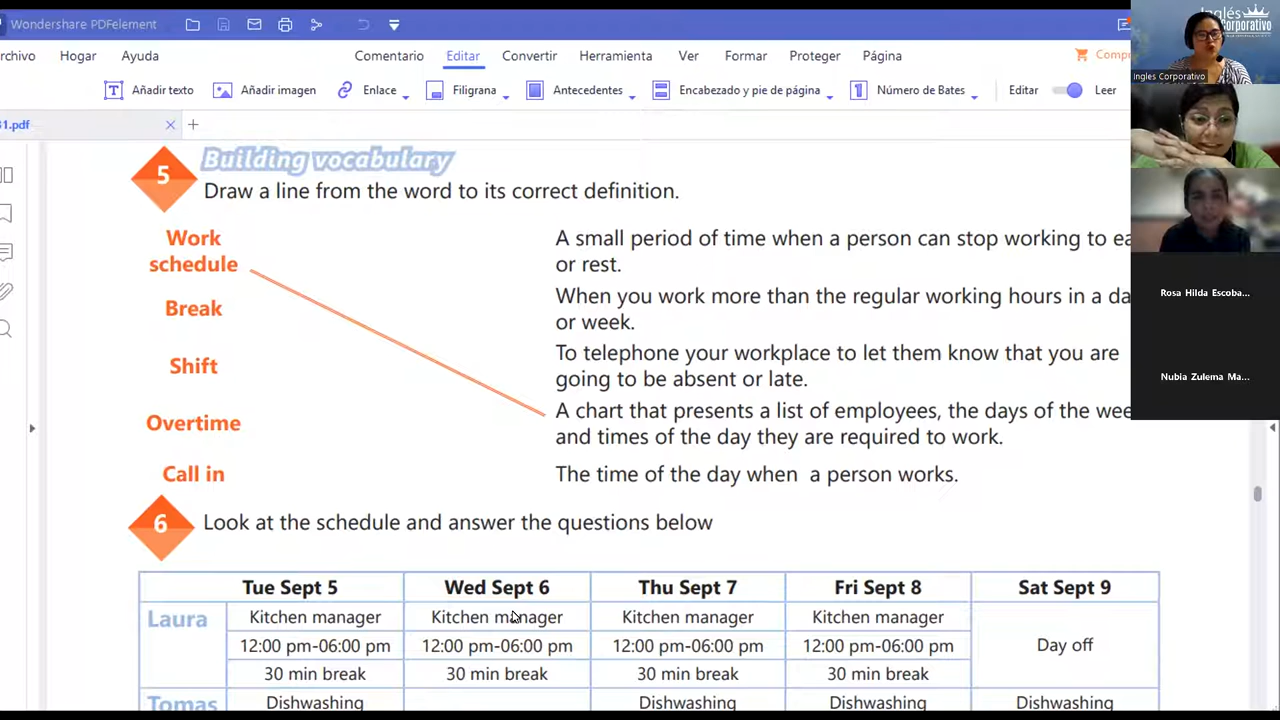 Wondershare PDFelement
Archivo Hogar Ayuda Comentario Editar Convertir Herramienta Ver Formar Proteger Página
Añadir texto Añadir imagen Enlace Filigrana Antecedentes Encabezado y pie de página Número de Bates Editar Leer
1.pdf
Inglés
Corporativo
Ingles Corporativo
Rosa Hilda Escoba...
Nubia Zulema Ma...
5 Building vocabulary
Draw a line from the word to its correct definition.
Work
schedule
Break
Shift
Overtime
Call in
A small period of time when a person can stop working to
or rest.
When you work more than the regular working hours in a
or week.
To telephone your workplace to let them know that you are
going to be absent or late.
A chart that presents a list of employees, the days of the
and times of the day they are required to work.
The time of the day when a person works.
6 Look at the schedule and answer the questions below
Tue Sept 5 Wed Sept 6 Thu Sept 7 Fri Sept 8 Sat Sept 9
Laura
Kitchen manager Kitchen manager Kitchen manager Kitchen manager
12:00 pm-06:00 pm 12:00 pm-06:00 pm 12:00 pm-06:00 pm 12:00 pm-06:00 pm
Day off
30 min break 30 min break 30 min break 30 min break
Tomas Dishwashing Dishwashing Dishwashing Dishwashing